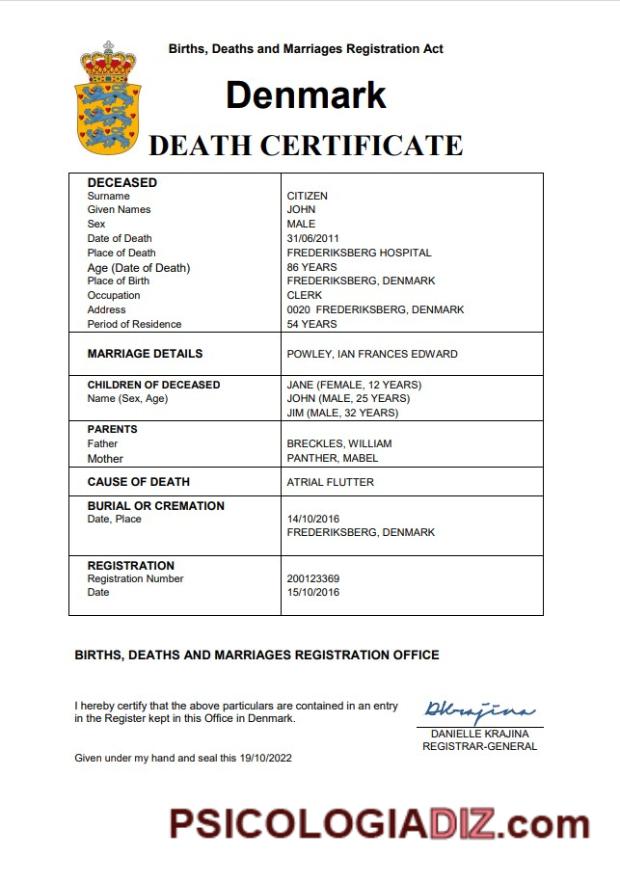 Births, Deaths and Marriages Registration Act
Denmark
DEATH CERTIFICATE
DECEASED
Surname CITIZEN
Given Names JOHN
Sex MALE
Date of Death 31/06/2011
Place of Death FREDERIKSBERG HOSPITAL
Age (Date of Death) 86 YEARS
Place of Birth FREDERIKSBERG, DENMARK
Occupation CLERK
Address 0020 FREDERIKSBERG, DENMARK
Period of Residence 54 YEARS
MARRIAGE DETAILS POWLEY, IAN FRANCES EDWARD
CHILDREN OF DECEASED JANE (FEMALE, 12 YEARS)
Name (Sex, Age) JOHN (MALE, 25 YEARS)
JIM (MALE, 32 YEARS)
PARENTS
Father BRECKLES, WILLIAM
Mother PANTHER, MABEL
CAUSE OF DEATH ATRIAL FLUTTER
BURIAL OR CREMATION
Date, Place 14/10/2016
FREDERIKSBERG, DENMARK
REGISTRATION
Registration Number 200123369
Date 15/10/2016
BIRTHS, DEATHS AND MARRIAGES REGISTRATION OFFICE
I hereby certify that the above particulars are contained in an entry
in the Register kept in this Office in Denmark.
DKrajina
DANIELLE KRAJINA
REGISTRAR-GENERAL
Given under my hand and seal this 19/10/2022
PSICOLOGIADIZ.com